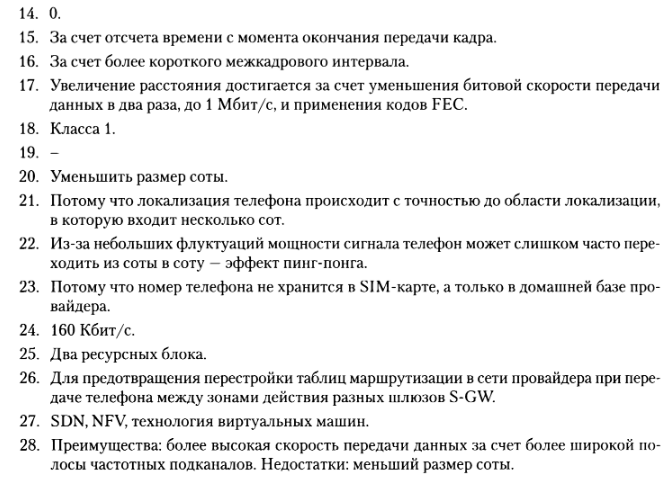 14. 0.
15. За счет отсчета времени с момента окончания передачи кадра.
16. За счет более короткого межкадрового интервала.
17. Увеличение расстояния достигается за счет уменьшения битовой скорости передачи
данных в два раза, до 1 Мбит/с, и применения кодов FEC.
18. Класса 1.
19. –
20. Уменьшить размер соты.
21. Потому что локализация телефона происходит с точностью до области локализации,
в которую входит несколько сот.
22. Из-за небольших флуктуаций мощности сигнала телефон может слишком часто пере-
ходить из соты в соту — эффект пинг-понга.
23. Потому что номер телефона не хранится в SIM-карте, а только в домашней базе про-
вайдера.
24. 160 Кбит/с.
25. Два ресурсных блока.
26. Для предотвращения перестройки таблиц маршрутизации в сети провайдера при пере-
даче телефона между зонами действия разных шлюзов S-GW.
27. SDN, NFV, технология виртуальных машин.
28. Преимущества: более высокая скорость передачи данных за счет более широкой по-
лосы частотных подканалов. Недостатки: меньший размер соты.